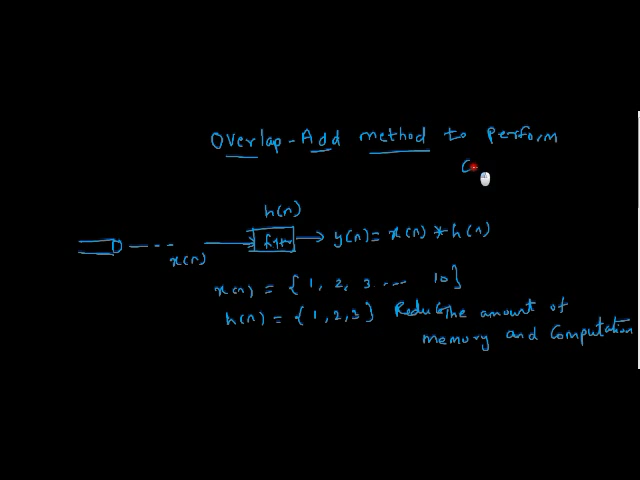 Overlap-Add method to perform
C
h(n)
filter
y(n) = x(n) * h(n)
x(n)
x(n) = { 1, 2, 3 ... 10 }
h(n) = { 1, 2, 3 } Reduce the amount of
memory and Computation